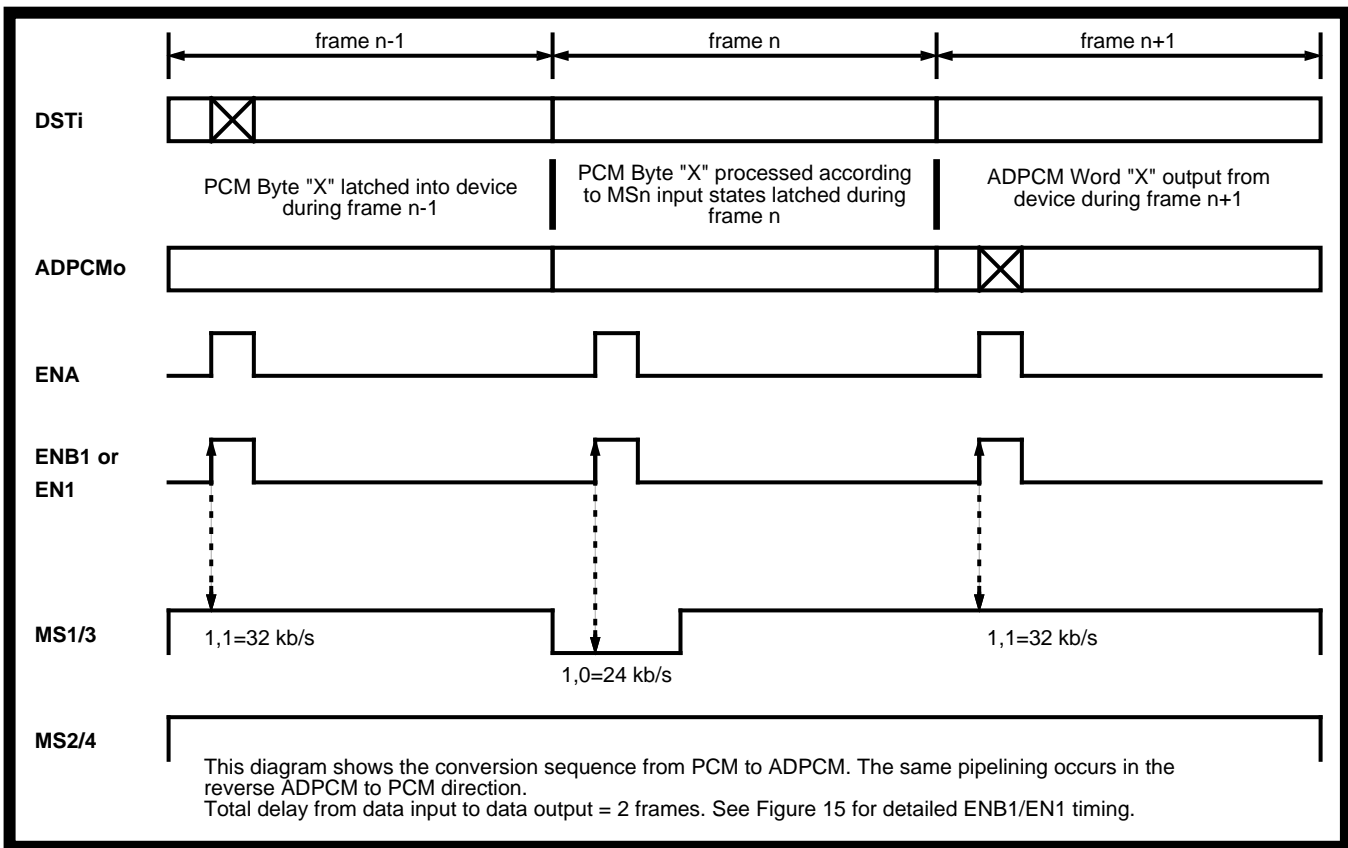 frame n-1
frame n
frame n+1
DSTi
PCM Byte "X" latched into device
during frame n-1
PCM Byte "X" processed according
to MSn input states latched during
frame n
ADPCM Word "X" output from
device during frame n+1
ADPCMo
ENA
ENB1 or
EN1
MS1/3
1,1=32 kb/s
1,0=24 kb/s
1,1=32 kb/s
MS2/4
This diagram shows the conversion sequence from PCM to ADPCM. The same pipelining occurs in the
reverse ADPCM to PCM direction.
Total delay from data input to data output = 2 frames. See Figure 15 for detailed ENB1/EN1 timing.